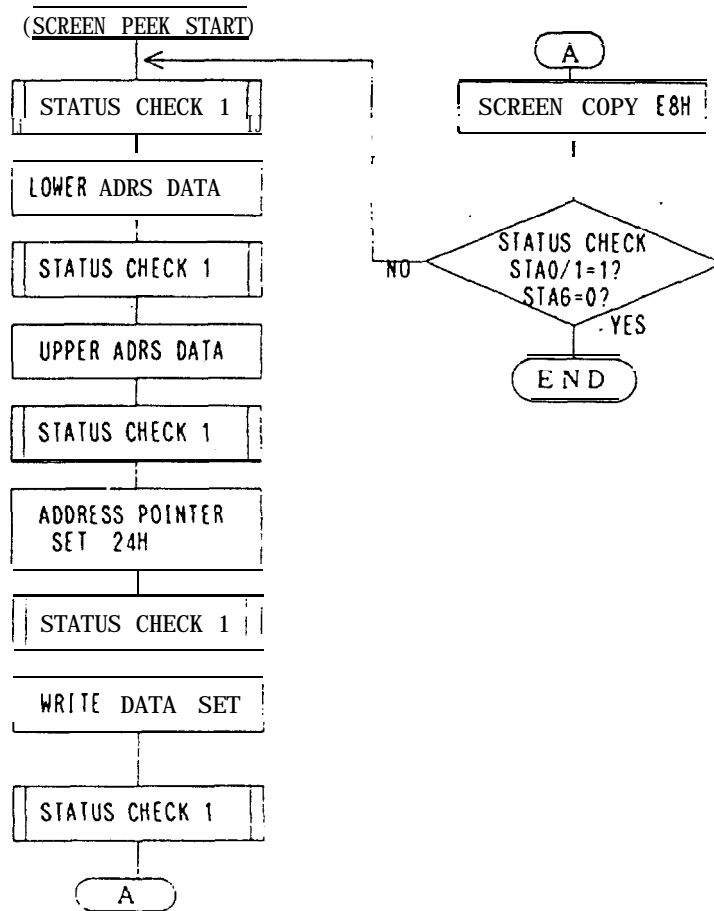 (SCREEN PEEK START)
STATUS CHECK 1
LOWER ADRS DATA
STATUS CHECK 1
UPPER ADRS DATA
STATUS CHECK 1
ADDRESS POINTER
SET 24H
STATUS CHECK 1
WRITE DATA SET
STATUS CHECK 1
A
A
SCREEN COPY E8H
STATUS CHECK
STA0/1=1?
STA6=0?
NO
YES
END